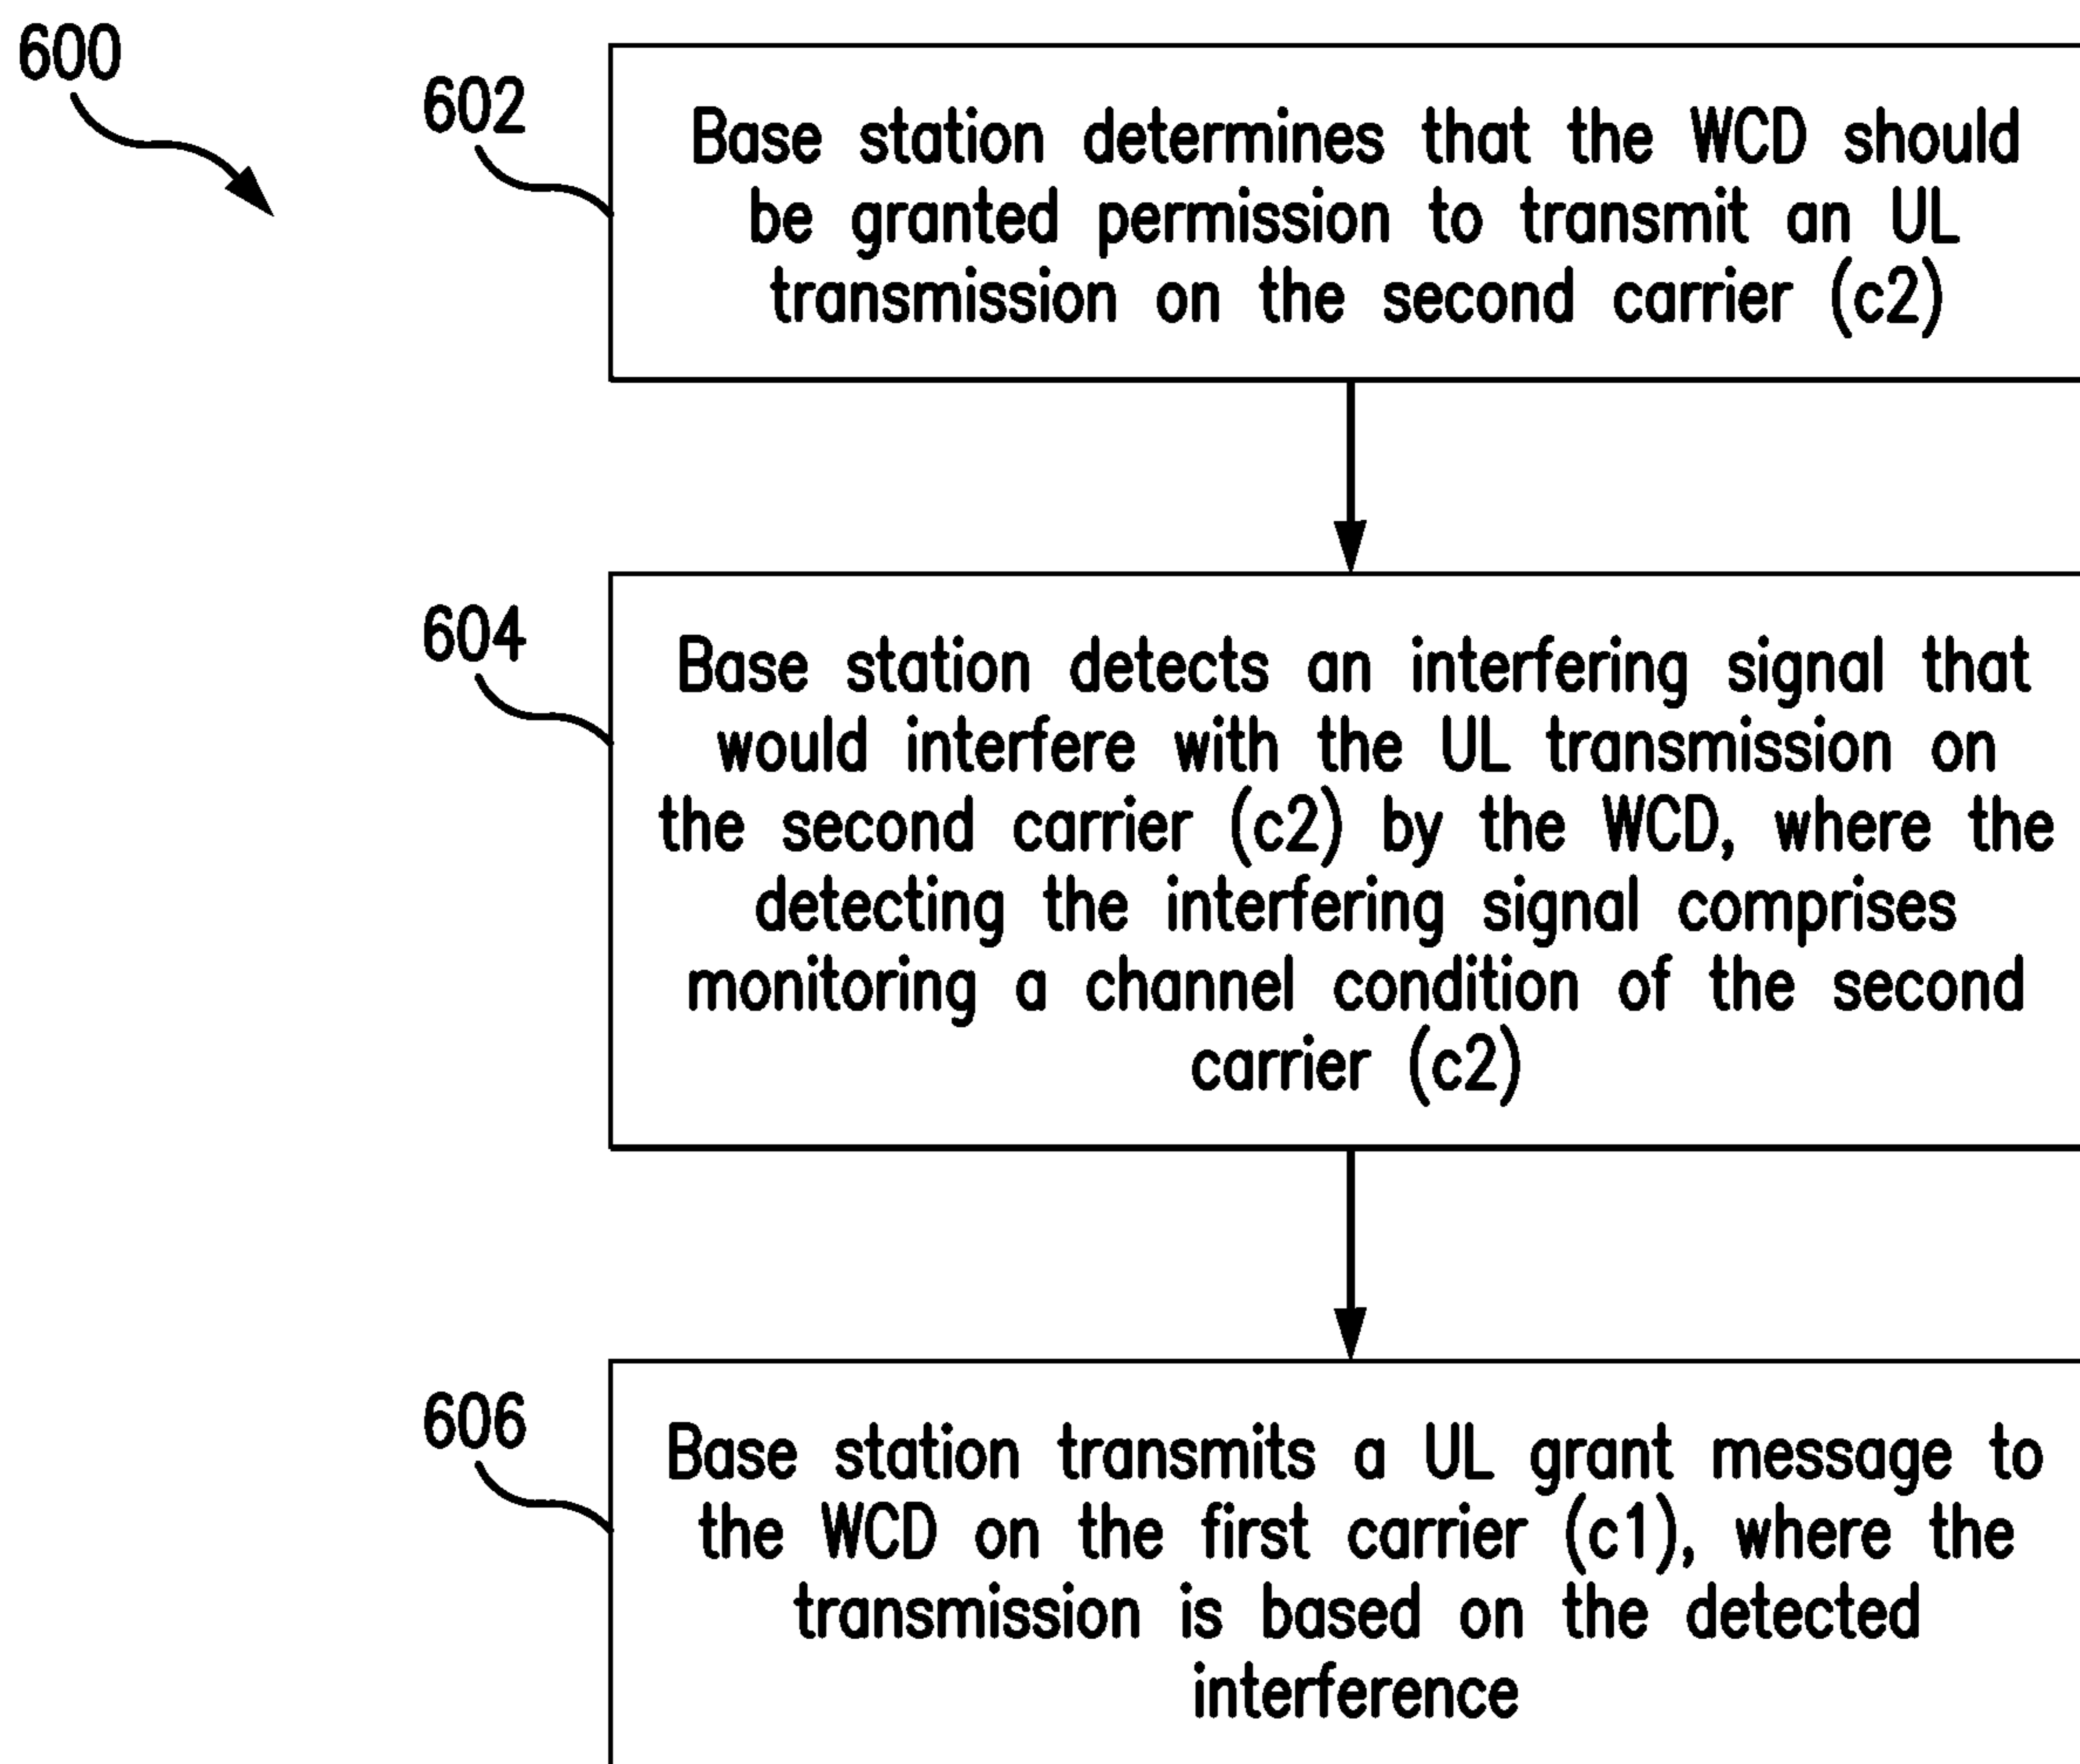 600
602
Base station determines that the WCD should
be granted permission to transmit an UL
transmission on the second carrier (c2)
604
Base station detects an interfering signal that
would interfere with the UL transmission on
the second carrier (c2) by the WCD, where the
detecting the interfering signal comprises
monitoring a channel condition of the second
carrier (c2)
606
Base station transmits a UL grant message to
the WCD on the first carrier (c1), where the
transmission is based on the detected
interference